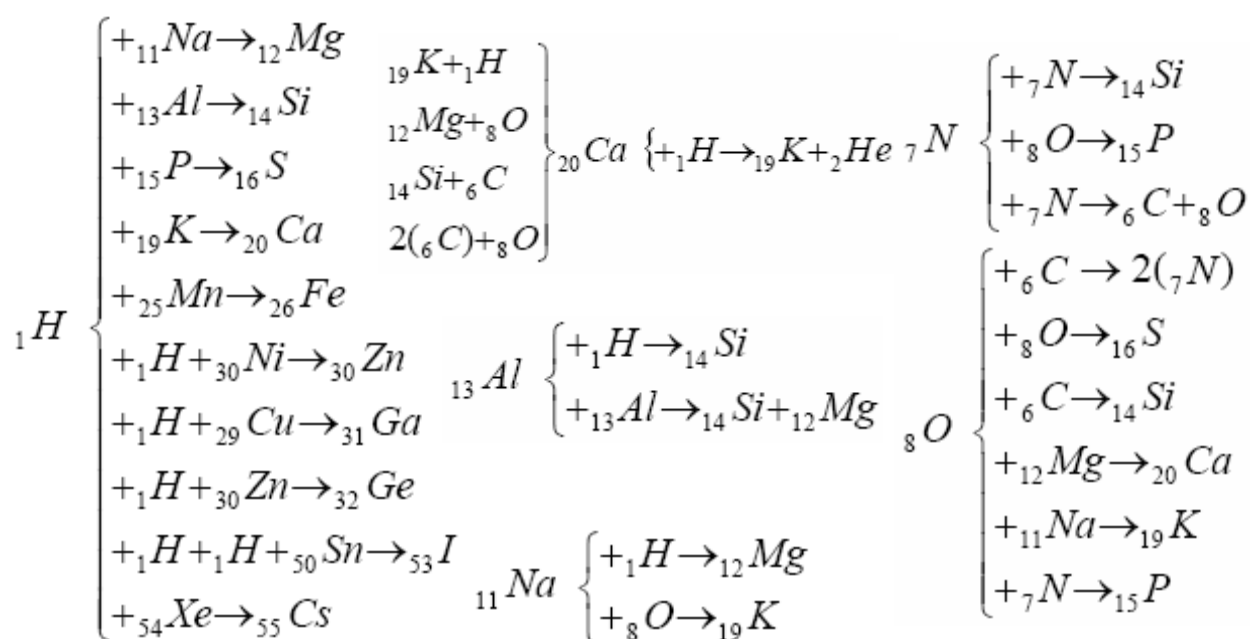 ₁H
+₁₁Na→₁₂Mg
+₁₃Al→₁₄Si
+₁₅P→₁₆S
+₁₉K→₂₀Ca
+₂₅Mn→₂₆Fe
+₁H+₃₀Ni→₃₀Zn
+₁H+₂₉Cu→₃₁Ga
+₁H+₃₀Zn→₃₂Ge
+₁H+₁H+₅₀Sn→₅₃I
+₅₄Xe→₅₅Cs
₁₉K+₁H
₁₂Mg+₈O
₁₄Si+₆C
2(₆C)+₈O
₂₀Ca {+₁H→₁₉K+₂He
₁₃Al
+₁H→₁₄Si
+₁₃Al→₁₄Si+₁₂Mg
₁₁Na
+₁H→₁₂Mg
+₈O→₁₉K
₇N
+₇N→₁₄Si
+₈O→₁₅P
+₇N→₆C+₈O
₈O
+₆C→2(₇N)
+₈O→₁₆S
+₆C→₁₄Si
+₁₂Mg→₂₀Ca
+₁₁Na→₁₉K
+₇N→₁₅P